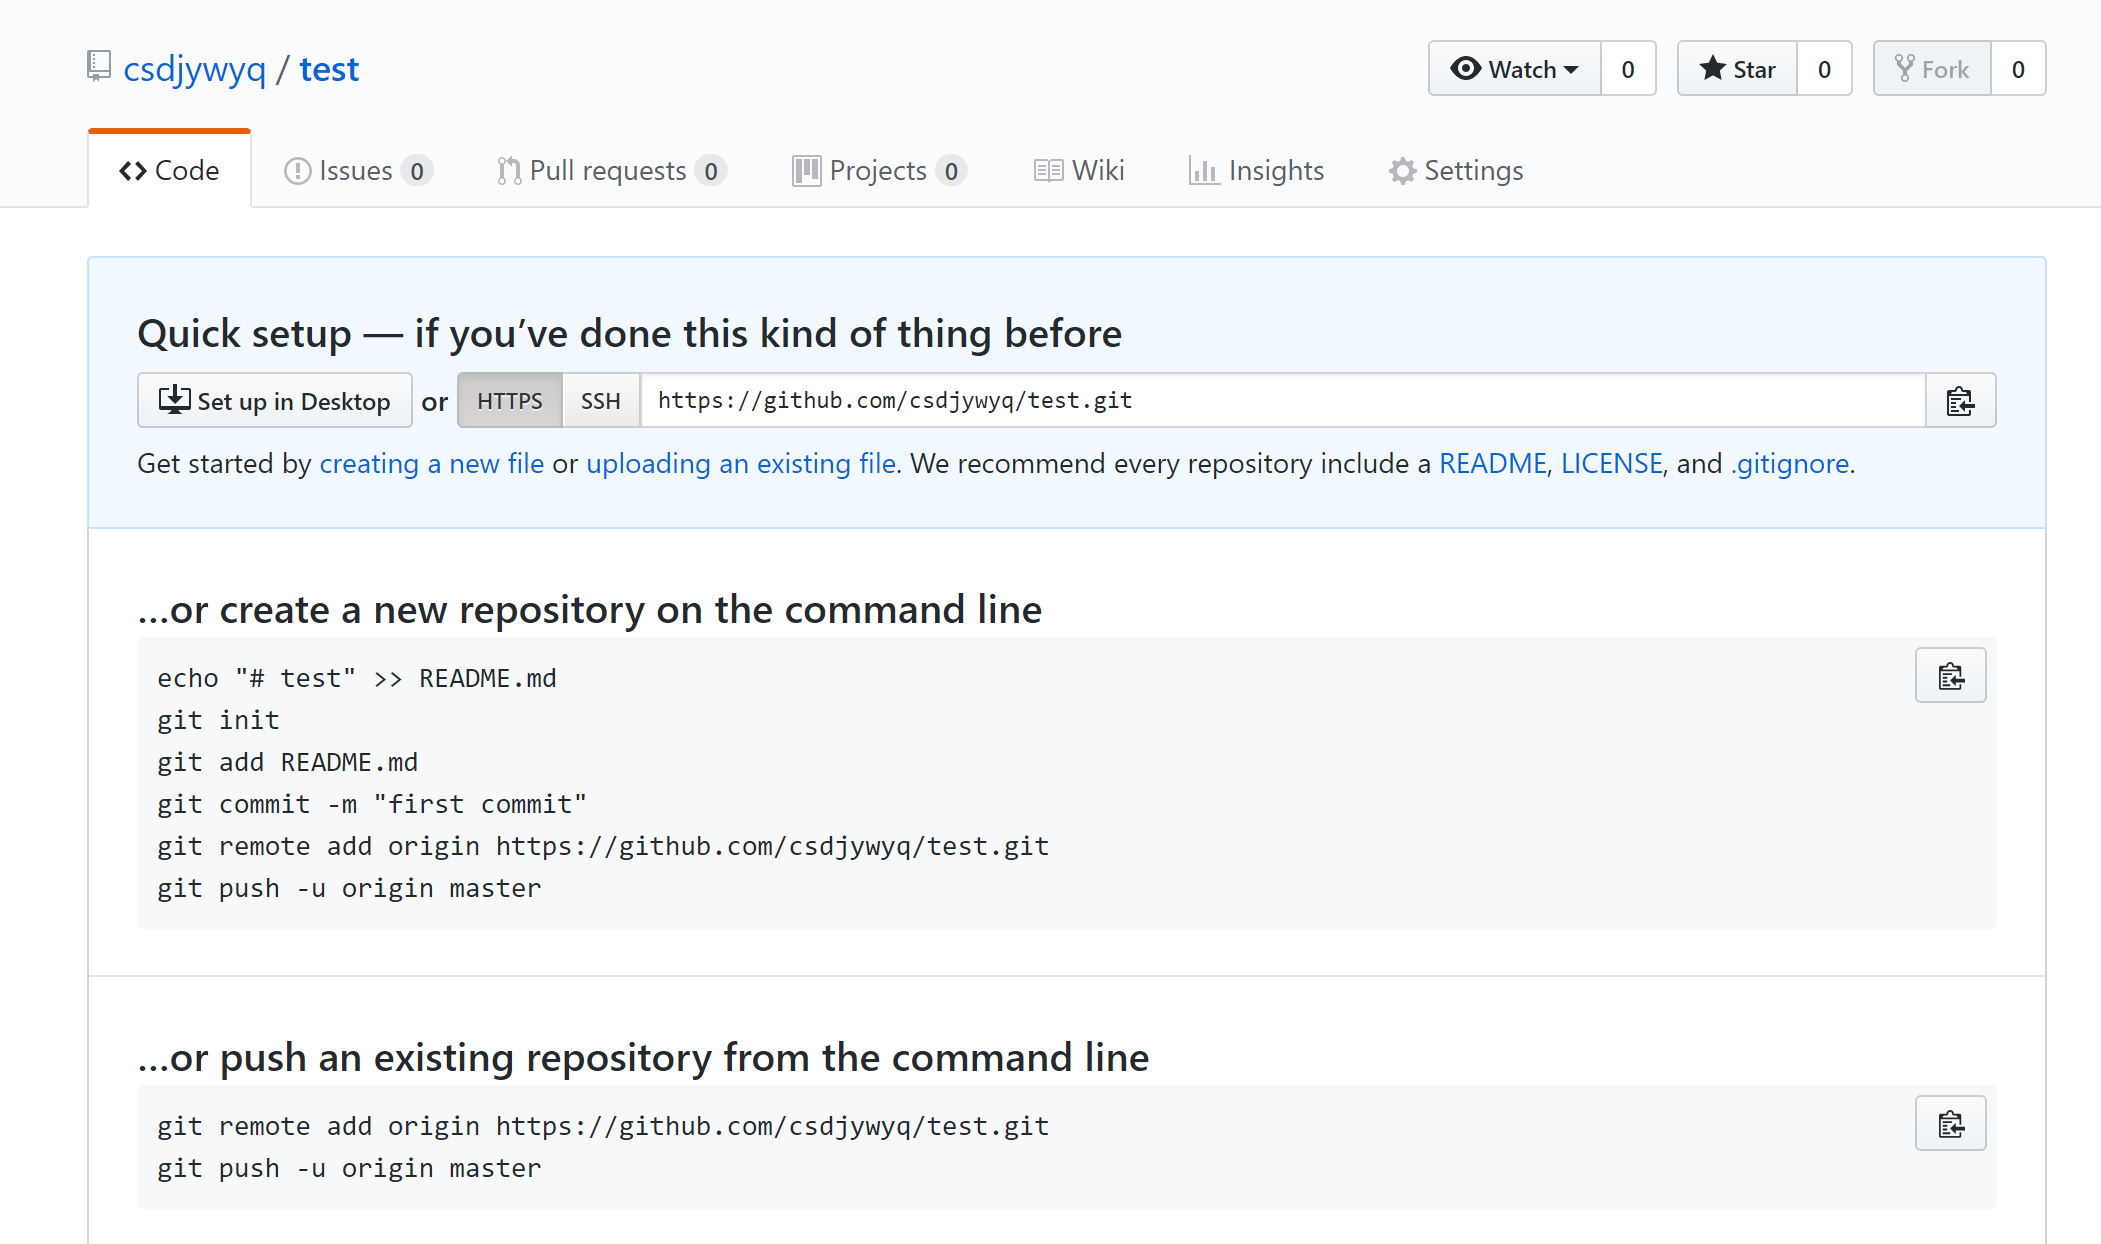 csdjywyq / test
Watch 0 Star 0 Fork 0
Code Issues 0 Pull requests 0 Projects 0 Wiki Insights Settings
Quick setup — if you’ve done this kind of thing before
Set up in Desktop or HTTPS SSH https://github.com/csdjywyq/test.git
Get started by creating a new file or uploading an existing file. We recommend every repository include a README, LICENSE, and .gitignore.
…or create a new repository on the command line
echo "# test" >> README.md
git init
git add README.md
git commit -m "first commit"
git remote add origin https://github.com/csdjywyq/test.git
git push -u origin master
…or push an existing repository from the command line
git remote add origin https://github.com/csdjywyq/test.git
git push -u origin master